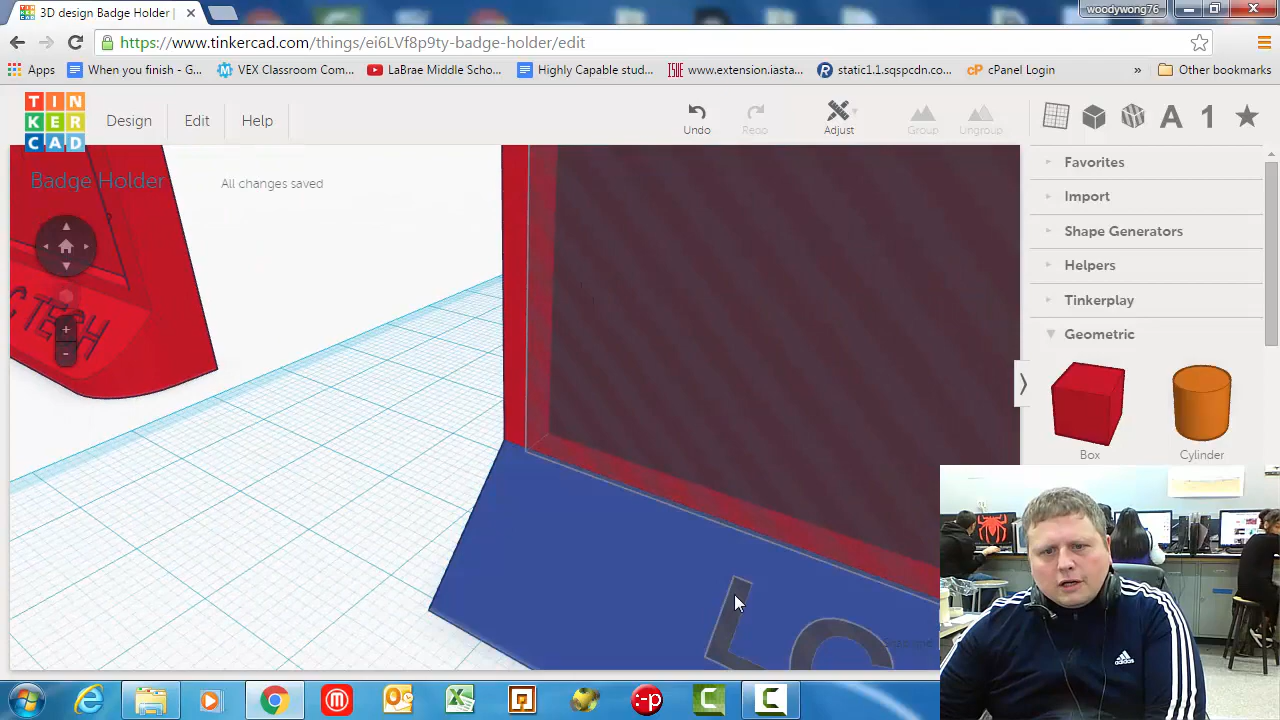 3D design Badge Holder |
woodywong76
https://www.tinkercad.com/things/ei6LVf8p9ty-badge-holder/edit
Apps
When you finish - G...
VEX Classroom Com...
LaBrae Middle Scho...
Highly Capable stud...
www.extension.iasta...
static1.1.sqspcdn.co...
cPanel Login
»
Other bookmarks
TINKERCAD
Design
Edit
Help
Undo
Redo
Adjust
Group
Ungroup
A
1
Badge Holder
All changes saved
Favorites
Import
Shape Generators
Helpers
Tinkerplay
Geometric
Box
Cylinder
C TECH
LC